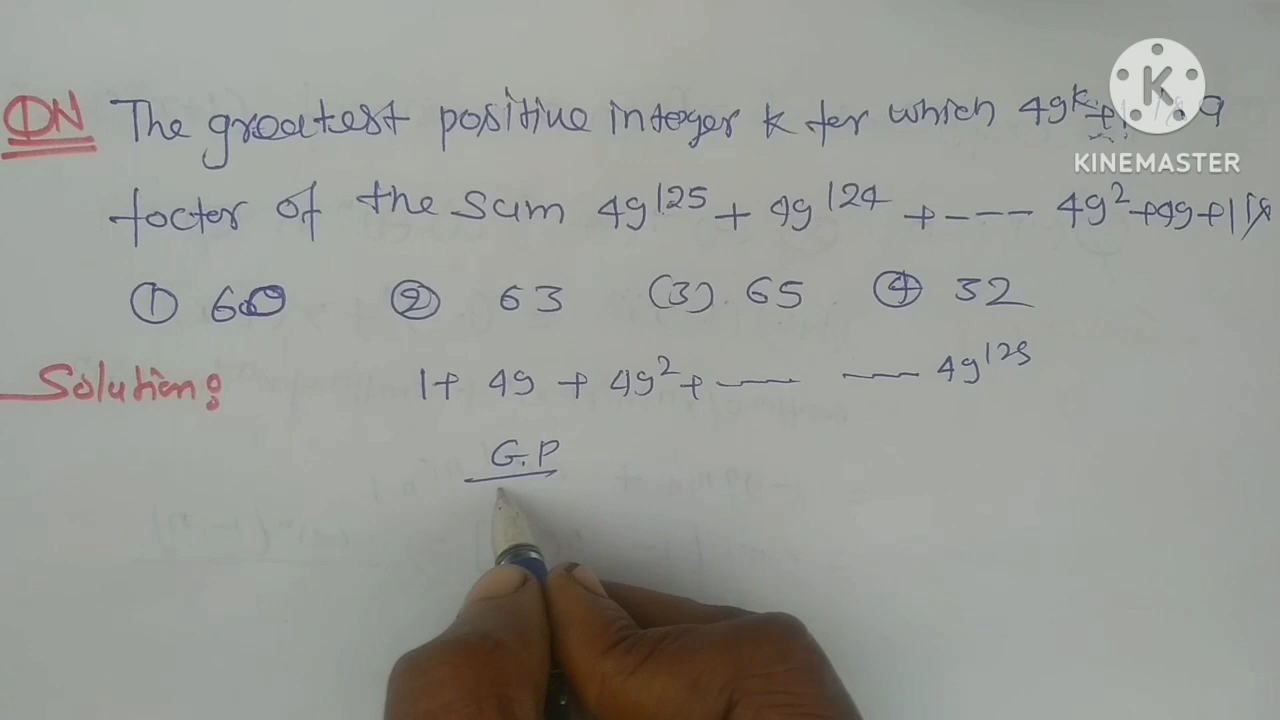 QN The greatest positive integer k for which 49^k+1 is a
factor of the sum 49^125 + 49^124 + --- 49^2+49+1 is
① 60 ② 63 (3) 65 ④ 32
Solution: 1+ 49 + 49^2+ --- --- 49^125
G.P
K
KINEMASTER